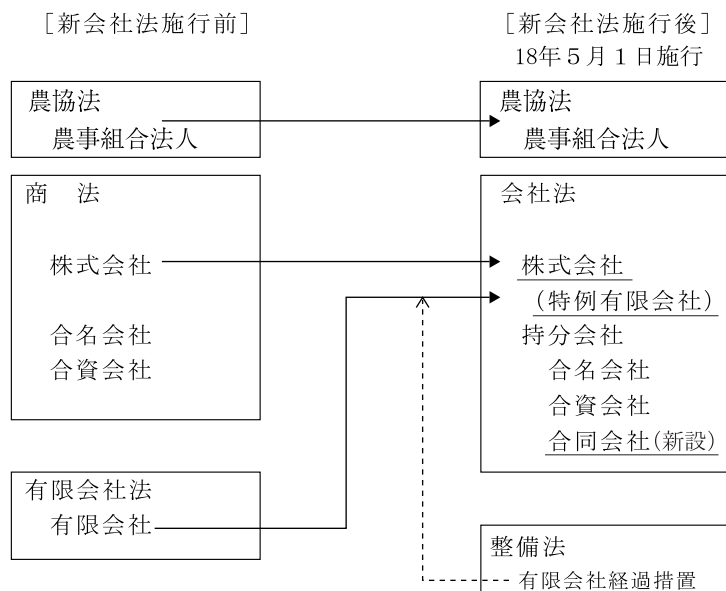 ［新会社法施行前］
農協法
農事組合法人
商　法
株式会社
合名会社
合資会社
有限会社法
有限会社
［新会社法施行後］
18年５月１日施行
農協法
農事組合法人
会社法
株式会社
（特例有限会社）
持分会社
合名会社
合資会社
合同会社（新設）
整備法
有限会社経過措置